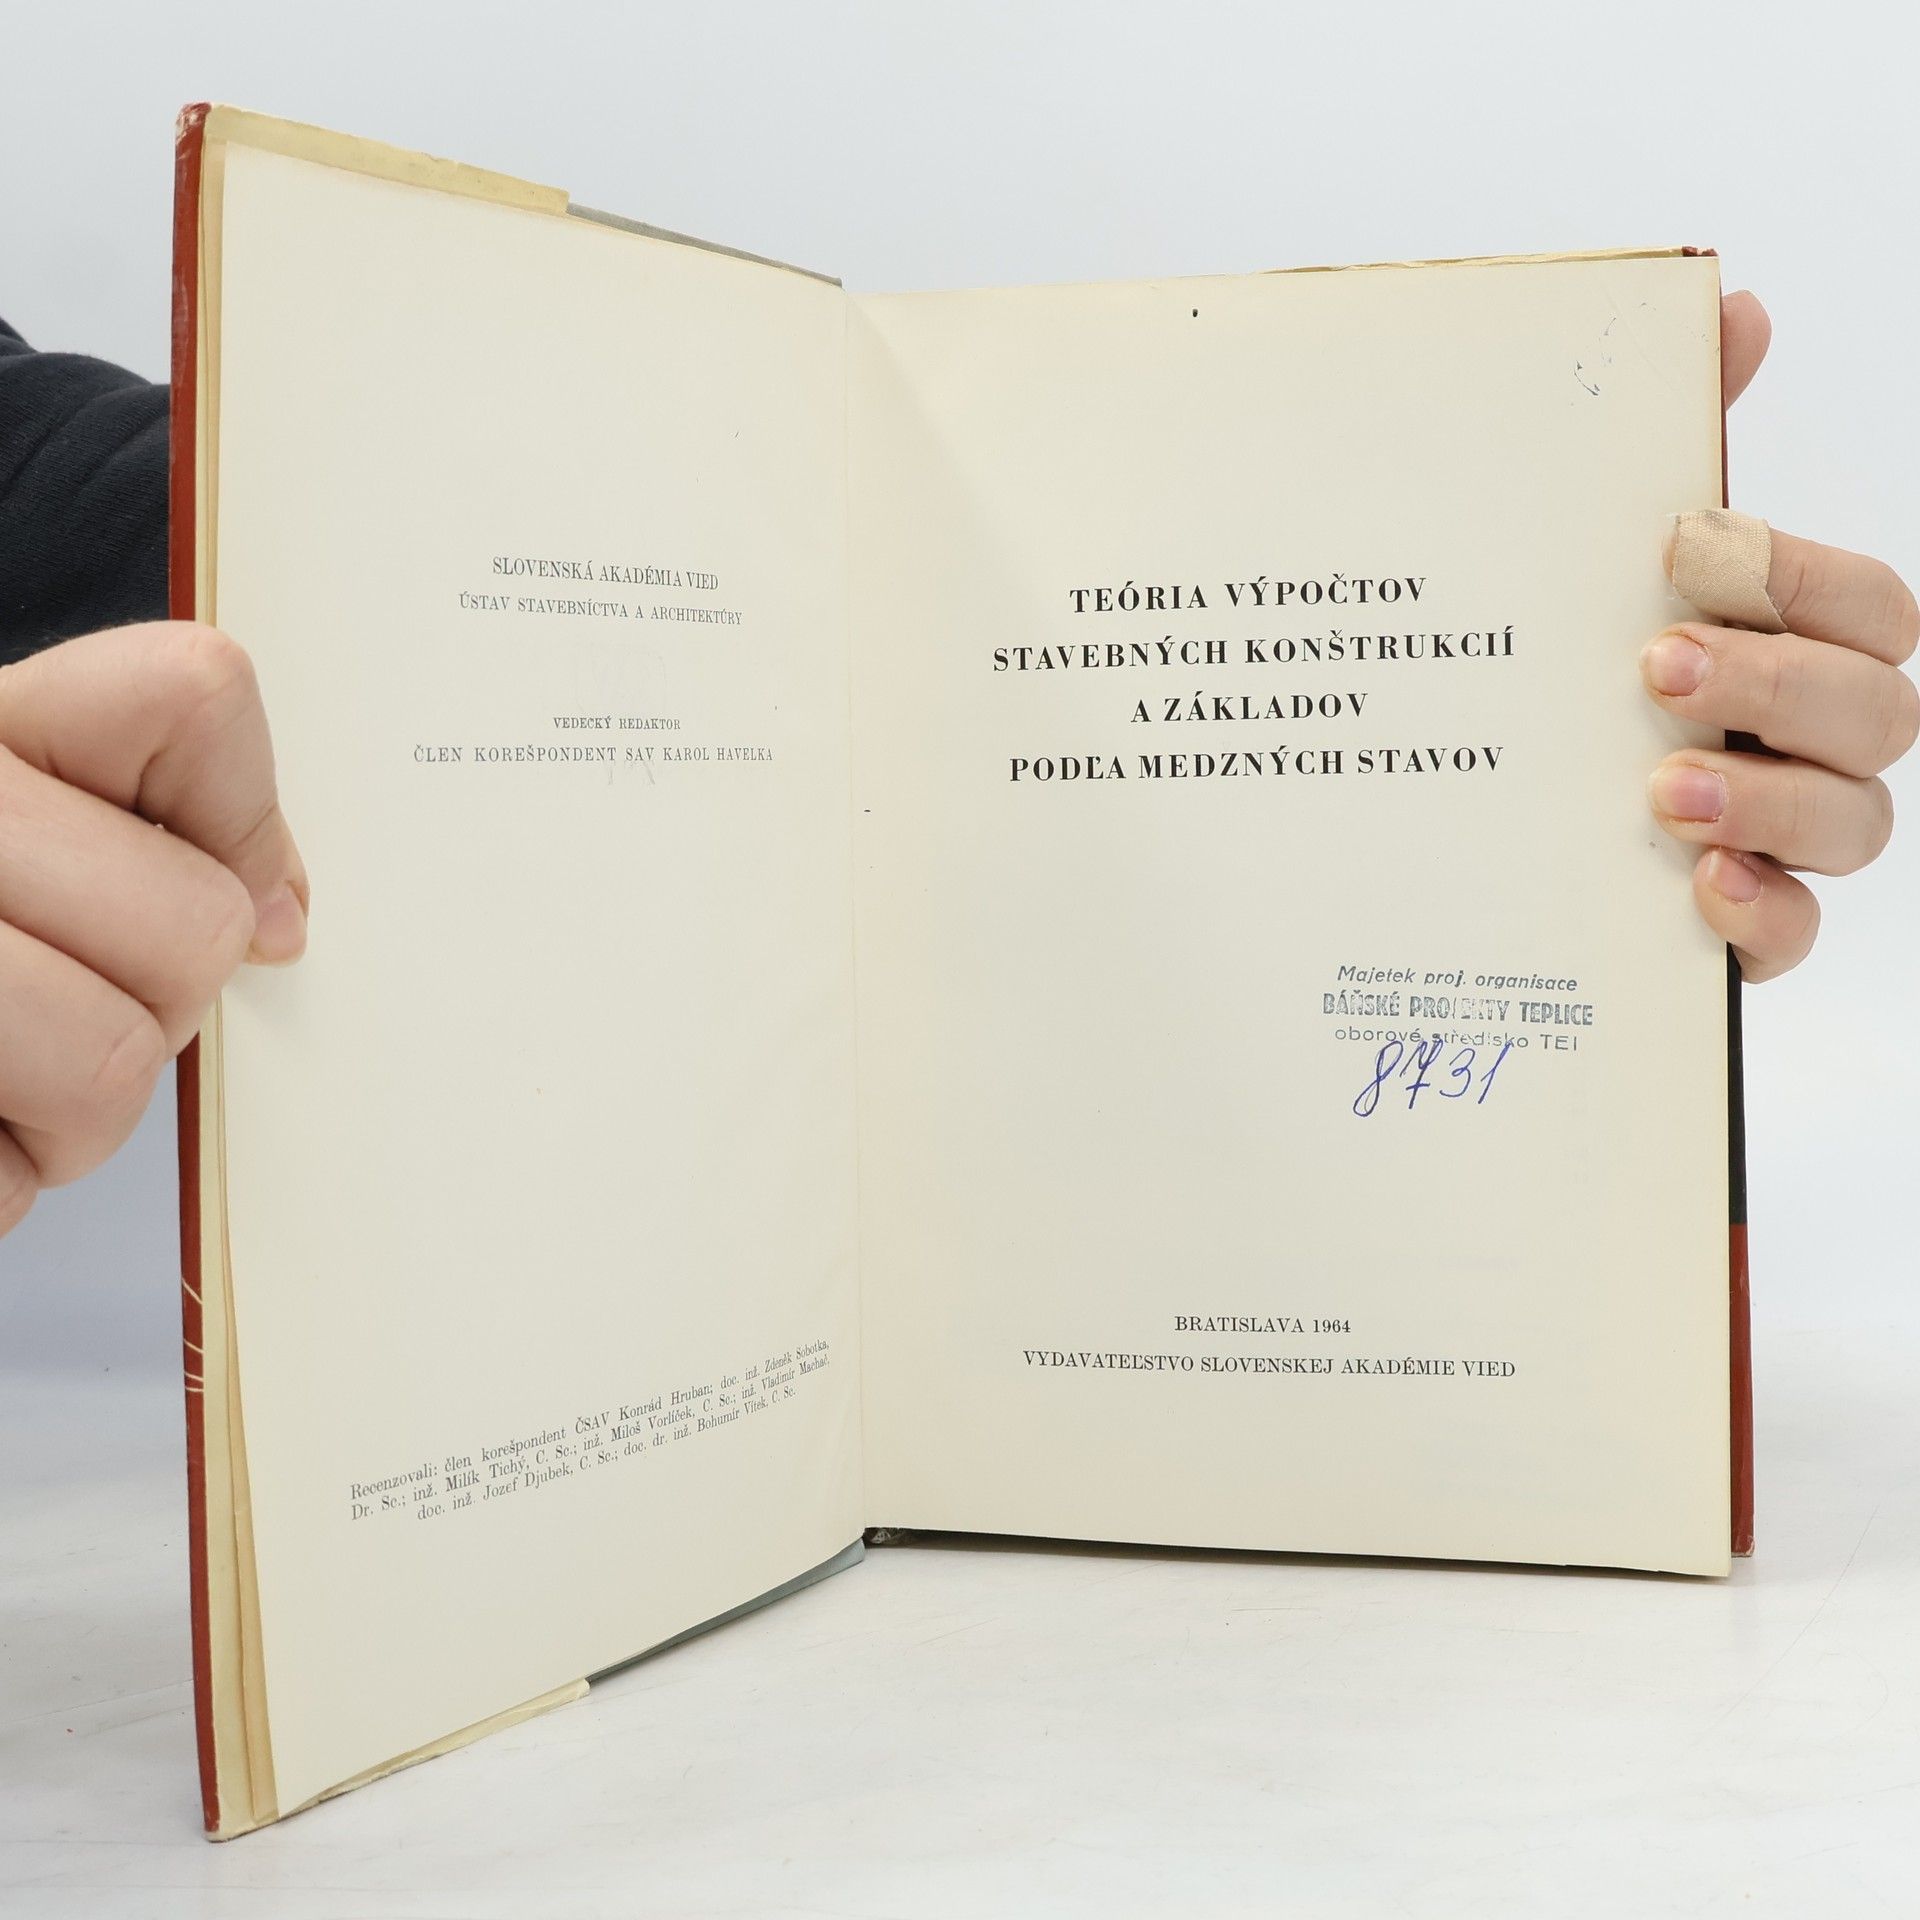 SLOVENSKÁ AKADÉMIA VIED
ÚSTAV STAVEBNÍCTVA A ARCHITEKTÚRY
VEDECKÝ REDAKTOR
ČLEN KOREŠPONDENT SAV KAROL HAVELKA
Recenzovali: člen korešpondent ČSAV Konrád Hruban; doc. inž. Zdeněk Sobotka,
Dr. Sc.; inž. Milík Tichý, C. Sc.; inž. Miloš Vorlíček, C. Sc.; inž. Vladimír Machač,
doc. inž. Jozef Djubek, C. Sc.; doc. dr. inž. Bohumír Vítek, C. Sc.
TEÓRIA VÝPOČTOV
STAVEBNÝCH KONŠTRUKCIÍ
A ZÁKLADOV
PODĽA MEDZNÝCH STAVOV
Majetek proj. organisace
BÁŇSKÉ PROJEKTY TEPLICE
oborové středisko TEI
8731
BRATISLAVA 1964
VYDAVATEĽSTVO SLOVENSKEJ AKADÉMIE VIED